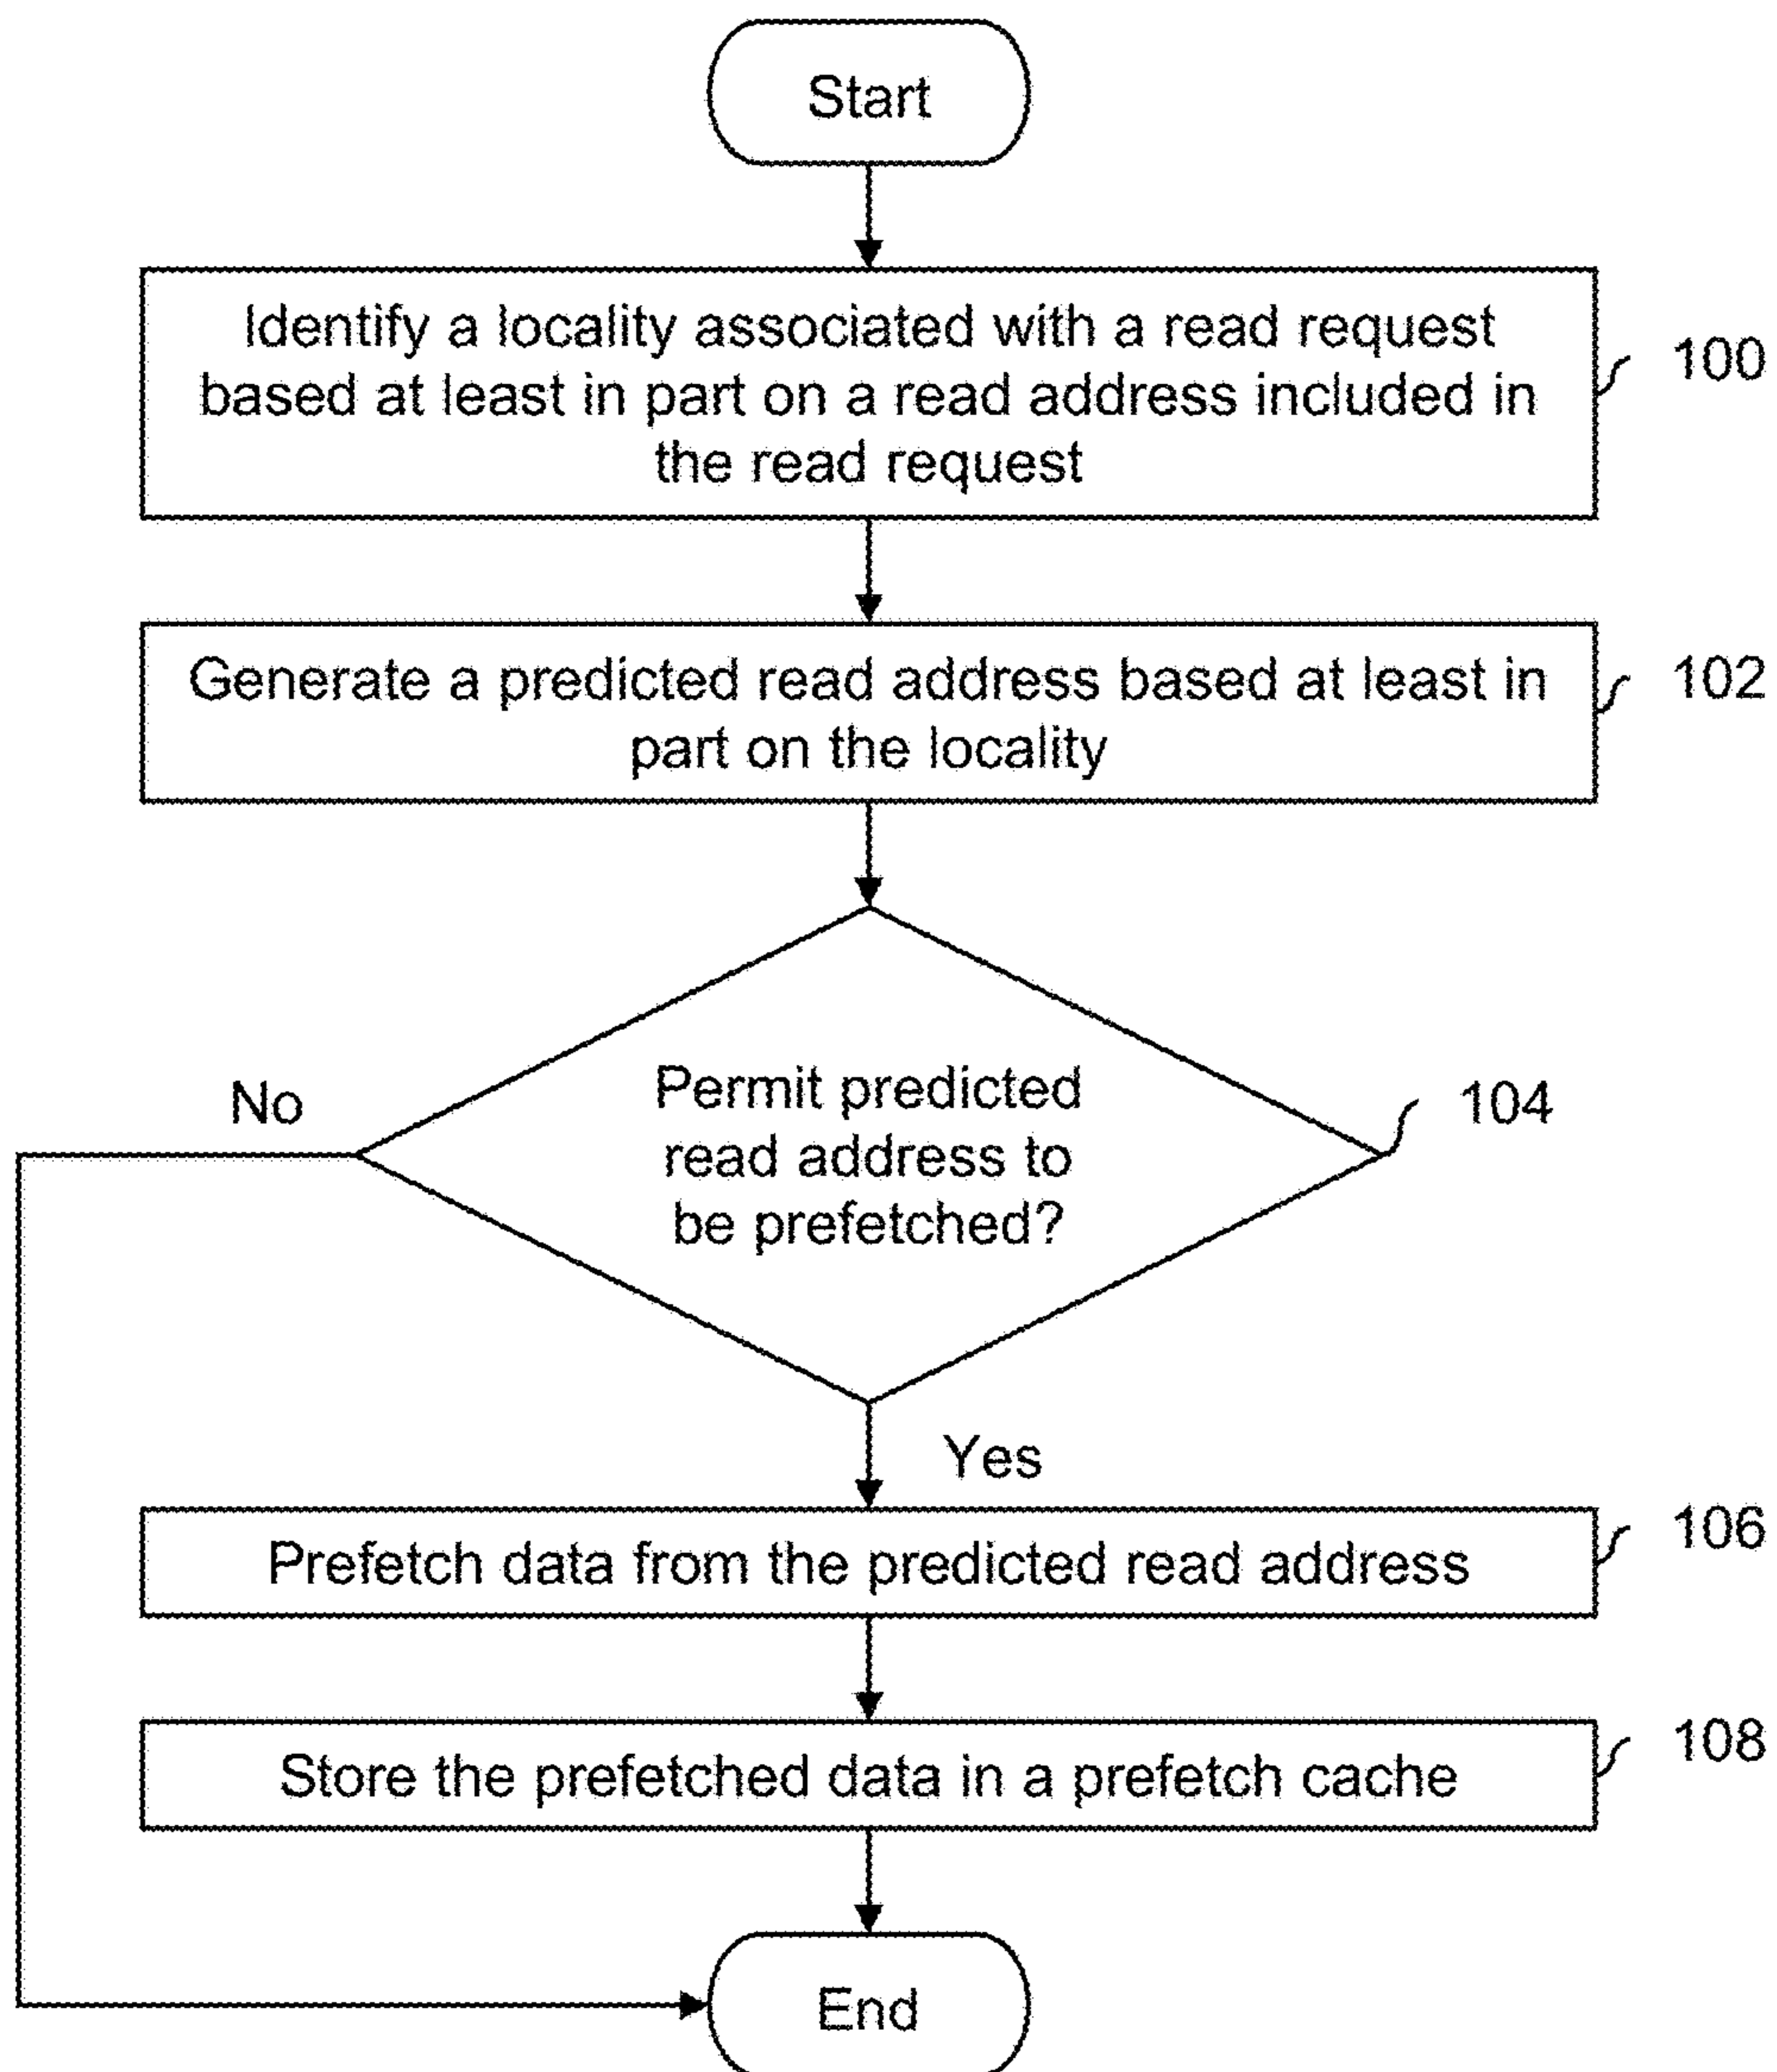 Start
Identify a locality associated with a read request
based at least in part on a read address included in
the read request
100
Generate a predicted read address based at least in
part on the locality
102
No
Permit predicted
read address to
be prefetched?
104
Yes
Prefetch data from the predicted read address
106
Store the prefetched data in a prefetch cache
108
End